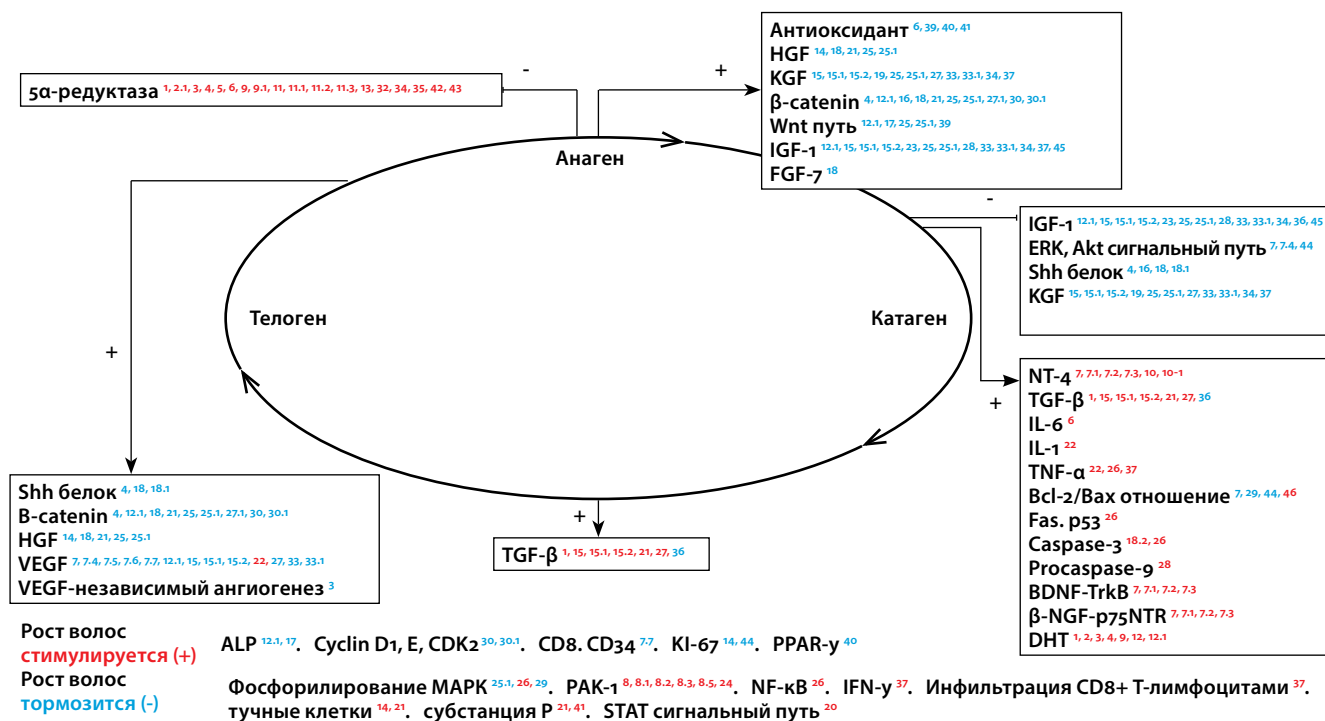 5α-редуктаза 1, 2.1, 3, 4, 5, 6, 9, 9.1, 11, 11.1, 11.2, 11.3, 13, 32, 34, 35, 42, 43
-
+
Антиоксидант 6, 39, 40, 41
HGF 14, 18, 21, 25, 25.1
KGF 15, 15.1, 15.2, 19, 25, 25.1, 27, 33, 33.1, 34, 37
β-catenin 4, 12.1, 16, 18, 21, 25, 25.1, 27.1, 30, 30.1
Wnt путь 12.1, 17, 25, 25.1, 39
IGF-1 12.1, 15, 15.1, 15.2, 23, 25, 25.1, 28, 33, 33.1, 34, 37, 45
FGF-7 18
Анаген
-
IGF-1 12.1, 15, 15.1, 15.2, 23, 25, 25.1, 28, 33, 33.1, 34, 36, 45
ERK, Akt сигнальный путь 7, 7.4, 44
Shh белок 4, 16, 18, 18.1
KGF 15, 15.1, 15.2, 19, 25, 25.1, 27, 33, 33.1, 34, 37
Телоген
Катаген
+
+
NT-4 7, 7.1, 7.2, 7.3, 10, 10-1
TGF-β 1, 15, 15.1, 15.2, 21, 27, 36
IL-6 6
IL-1 22
TNF-α 22, 26, 37
Bcl-2/Bax отношение 7, 29, 44, 46
Fas. p53 26
Caspase-3 18.2, 26
Procaspase-9 28
BDNF-TrkB 7, 7.1, 7.2, 7.3
β-NGF-p75NTR 7, 7.1, 7.2, 7.3
DHT 1, 2, 3, 4, 9, 12, 12.1
Shh белок 4, 18, 18.1
B-catenin 4, 12.1, 18, 21, 25, 25.1, 27.1, 30, 30.1
HGF 14, 18, 21, 25, 25.1
VEGF 7, 7.4, 7.5, 7.6, 7.7, 12.1, 15, 15.1, 15.2, 22, 27, 33, 33.1
VEGF-независимый ангиогенез 3
+
TGF-β 1, 15, 15.1, 15.2, 21, 27, 36
Рост волос
стимулируется (+)
ALP 12.1, 17. Cyclin D1, E, CDK2 30, 30.1. CD8. CD34 7.7. KI-67 14, 44. PPAR-y 40
Рост волос
тормозится (-)
Фосфорилирование MAPK 25.1, 26, 29. PAK-1 8, 8.1, 8.2, 8.3, 8.5, 24. NF-κB 26. IFN-y 37. Инфильтрация CD8+ Т-лимфоцитами 37.
тучные клетки 14, 21. субстанция P 21, 41. STAT сигнальный путь 20